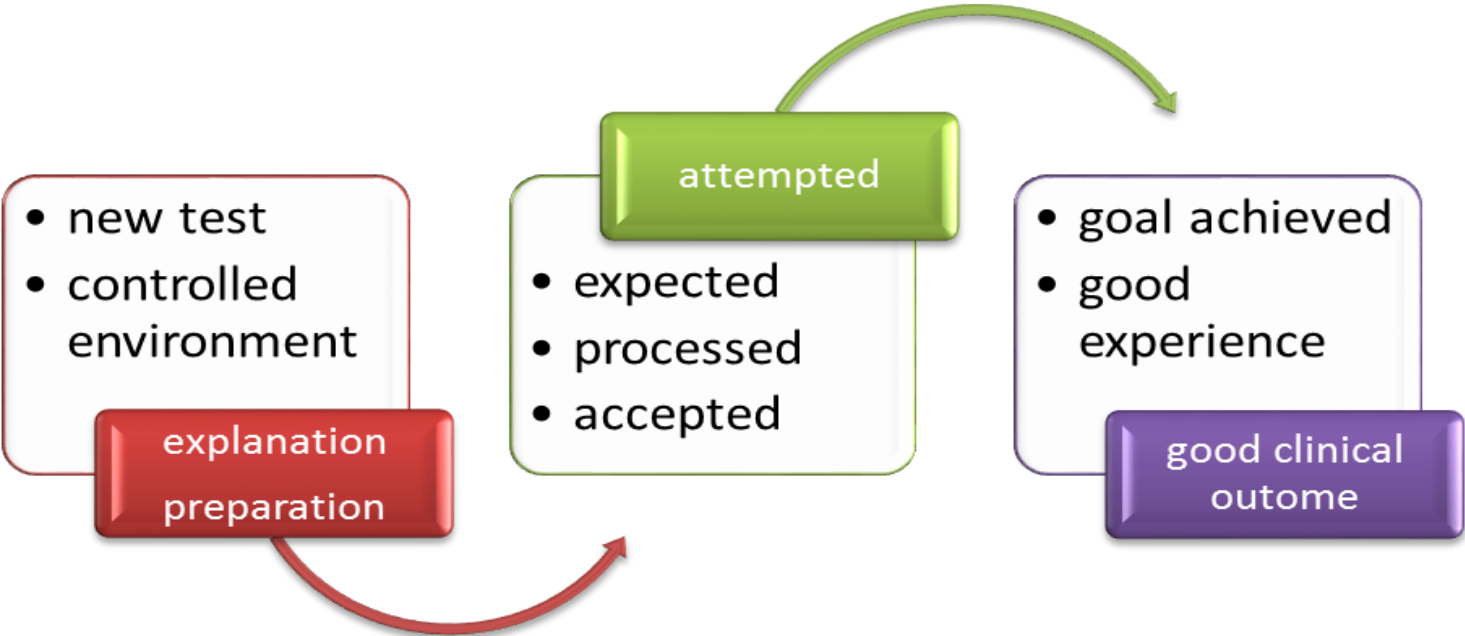 • new test
• controlled
environment
explanation
preparation
attempted
• expected
• processed
• accepted
• goal achieved
• good
experience
good clinical
outome